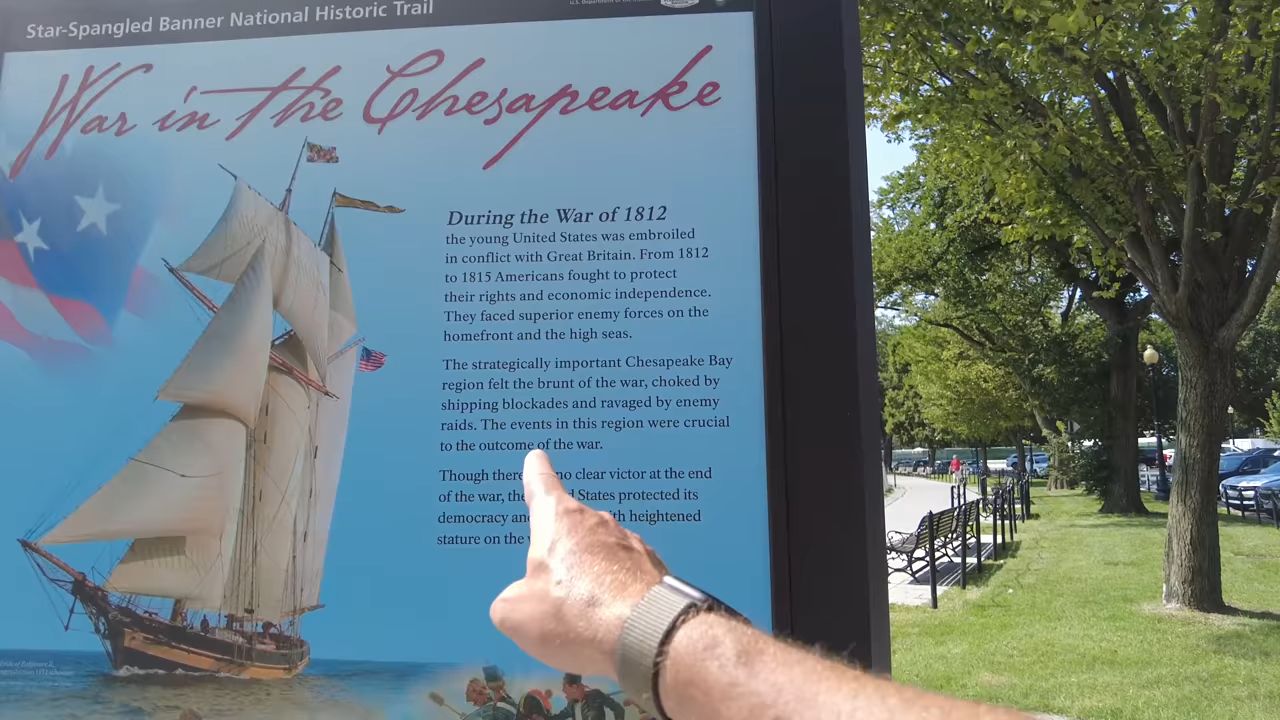 Star-Spangled Banner National Historic Trail
War in the Chesapeake
During the War of 1812
the young United States was embroiled
in conflict with Great Britain. From 1812
to 1815 Americans fought to protect
their rights and economic independence.
They faced superior enemy forces on the
homefront and the high seas.
The strategically important Chesapeake Bay
region felt the brunt of the war, choked by
shipping blockades and ravaged by enemy
raids. The events in this region were crucial
to the outcome of the war.
Though there no clear victor at the end
of the war, the States protected its
democracy and with heightened
stature on the